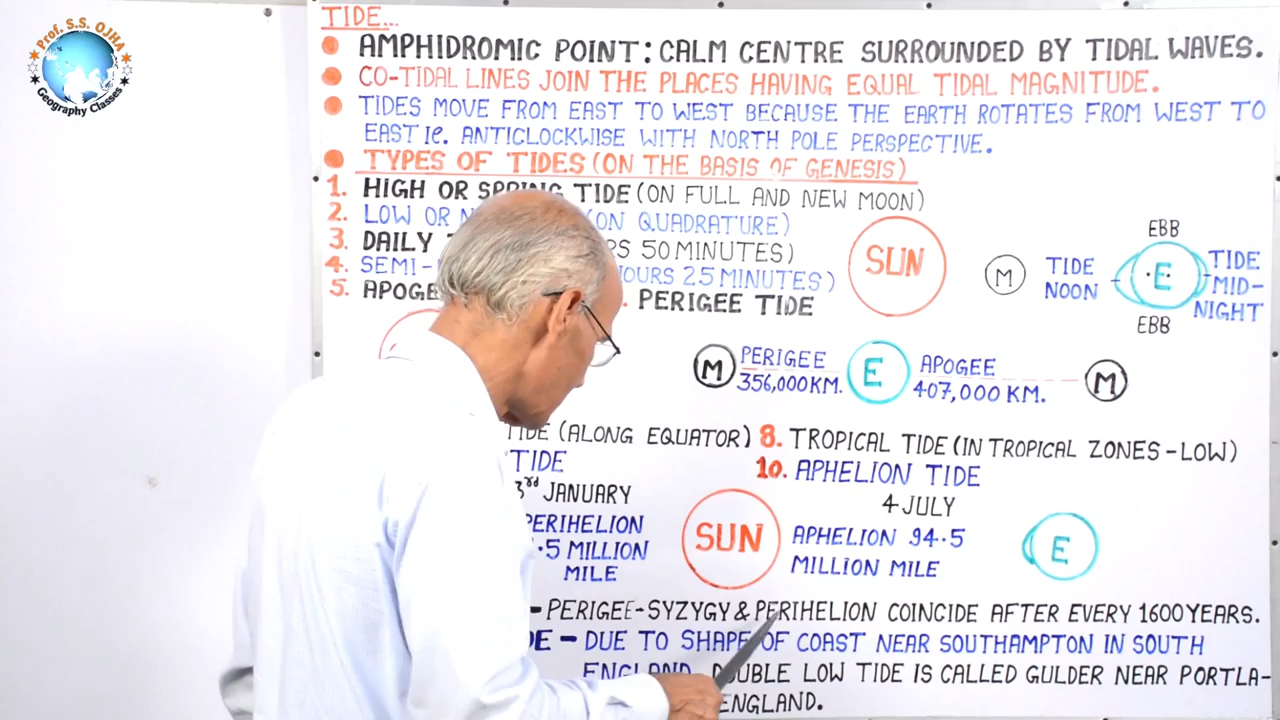 Prof. S.S. OJHA
Geography Classes
TIDE...
AMPHIDROMIC POINT: CALM CENTRE SURROUNDED BY TIDAL WAVES.
CO-TIDAL LINES JOIN THE PLACES HAVING EQUAL TIDAL MAGNITUDE.
TIDES MOVE FROM EAST TO WEST BECAUSE THE EARTH ROTATES FROM WEST TO
EAST Ie. ANTICLOCKWISE WITH NORTH POLE PERSPECTIVE.
TYPES OF TIDES (ON THE BASIS OF GENESIS)
1. HIGH OR SPRING TIDE (ON FULL AND NEW MOON)
2. LOW OR (ON QUADRATURE)
3. DAILY 50 MINUTES)
4. SEMI- HOURS 25 MINUTES)
5. PERIGEE TIDE
SUN
M
TIDE
NOON
EBB
E
EBB
TIDE
MID-
NIGHT
M
PERIGEE
356,000 KM.
E
APOGEE
407,000 KM.
M
TIDE (ALONG EQUATOR) 8. TROPICAL TIDE (IN TROPICAL ZONES - LOW)
TIDE 10. APHELION TIDE
3rd JANUARY
4 JULY
PERIHELION
.5 MILLION
MILE
SUN
APHELION 94.5
MILLION MILE
E
- PERIGEE-SYZYGY & PERIHELION COINCIDE AFTER EVERY 1600 YEARS.
- DUE TO SHAPE OF COAST NEAR SOUTHAMPTON IN SOUTH
ENGLAND. DOUBLE LOW TIDE IS CALLED GULDER NEAR PORTLA-
ENGLAND.